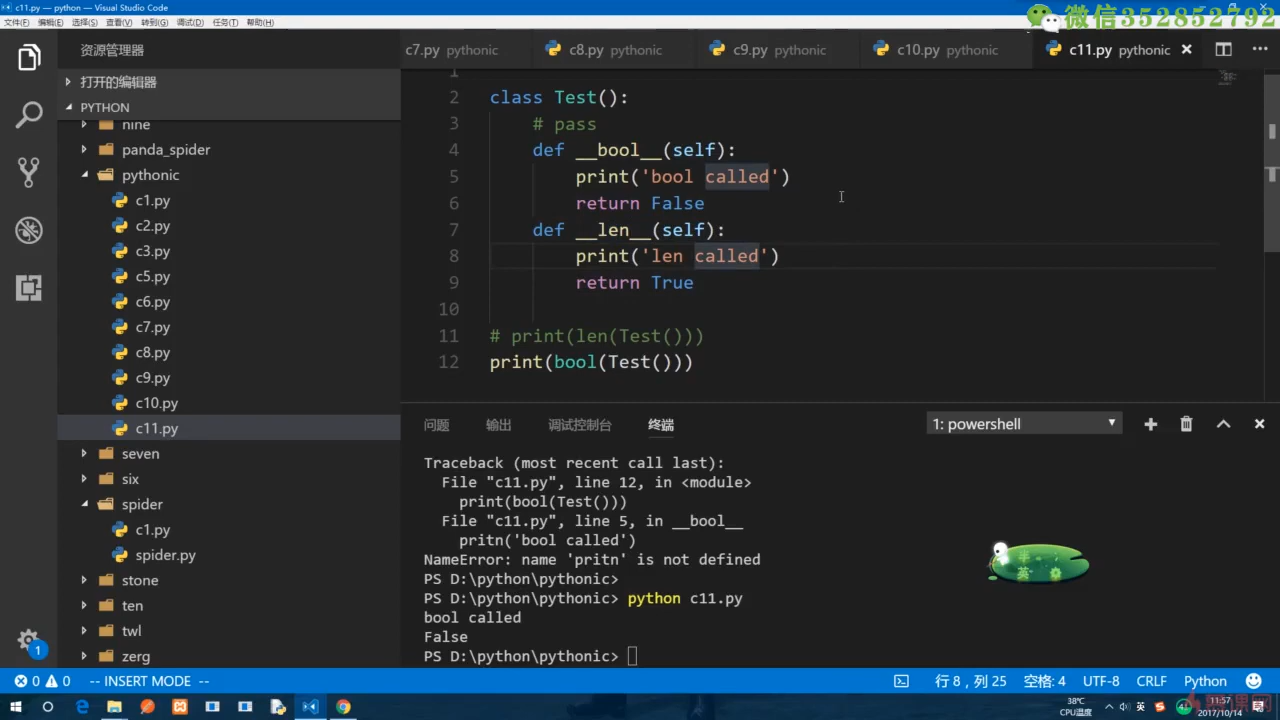 c11.py — python — Visual Studio Code
微信352852792
文件(F) 编辑(E) 选择(S) 查看(V) 转到(G) 调试(D) 任务(T) 帮助(H)
资源管理器
c7.py pythonic c8.py pythonic c9.py pythonic c10.py pythonic c11.py pythonic
打开的编辑器
PYTHON
nine
panda_spider
pythonic
c1.py
c2.py
c3.py
c5.py
c6.py
c7.py
c8.py
c9.py
c10.py
c11.py
seven
six
spider
c1.py
spider.py
stone
ten
twl
zerg
1
2 class Test():
3 # pass
4 def __bool__(self):
5 print('bool called')
6 return False
7 def __len__(self):
8 print('len called')
9 return True
10
11 # print(len(Test()))
12 print(bool(Test()))
问题 输出 调试控制台 终端 1: powershell
Traceback (most recent call last):
File "c11.py", line 12, in <module>
print(bool(Test()))
File "c11.py", line 5, in __bool__
pritn('bool called')
NameError: name 'pritn' is not defined
PS D:\python\pythonic>
PS D:\python\pythonic> python c11.py
bool called
False
PS D:\python\pythonic>
半
英
1
0 0 -- INSERT MODE -- 行 8，列 25 空格: 4 UTF-8 CRLF Python
38℃
CPU温度
英
11:57
2017/10/14
慕课网